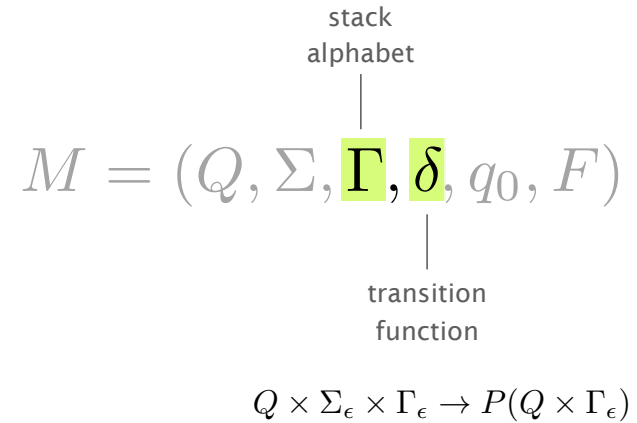 stack
alphabet
M = (Q, Σ, Γ, δ, q₀, F)
transition
function
Q × Σ_ϵ × Γ_ϵ → P(Q × Γ_ϵ)